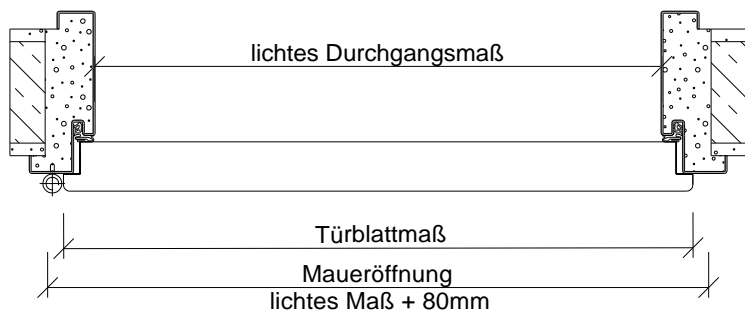 lichtes Durchgangsmaß
Türblattmaß
Maueröffnung
lichtes Maß + 80mm